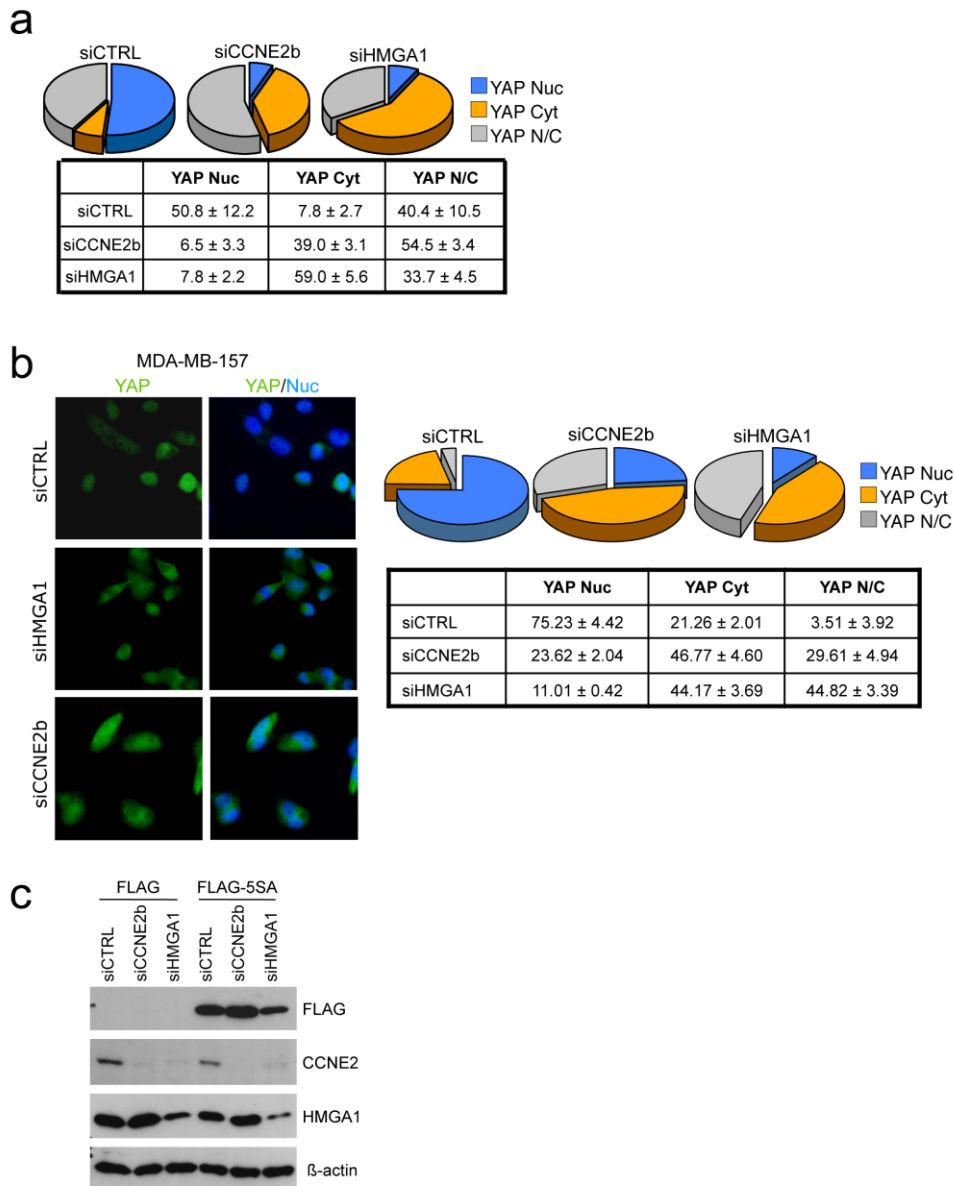 a
siCTRL siCCNE2b siHMGA1
YAP Nuc
YAP Cyt
YAP N/C
YAP Nuc YAP Cyt YAP N/C
siCTRL 50.8 ± 12.2 7.8 ± 2.7 40.4 ± 10.5
siCCNE2b 6.5 ± 3.3 39.0 ± 3.1 54.5 ± 3.4
siHMGA1 7.8 ± 2.2 59.0 ± 5.6 33.7 ± 4.5
b
MDA-MB-157
YAP YAP/Nuc
siCTRL
siHMGA1
siCCNE2b
siCTRL siCCNE2b siHMGA1
YAP Nuc
YAP Cyt
YAP N/C
YAP Nuc YAP Cyt YAP N/C
siCTRL 75.23 ± 4.42 21.26 ± 2.01 3.51 ± 3.92
siCCNE2b 23.62 ± 2.04 46.77 ± 4.60 29.61 ± 4.94
siHMGA1 11.01 ± 0.42 44.17 ± 3.69 44.82 ± 3.39
c
FLAG FLAG-5SA
siCTRL siCCNE2b siHMGA1 siCTRL siCCNE2b siHMGA1
FLAG
CCNE2
HMGA1
ß-actin